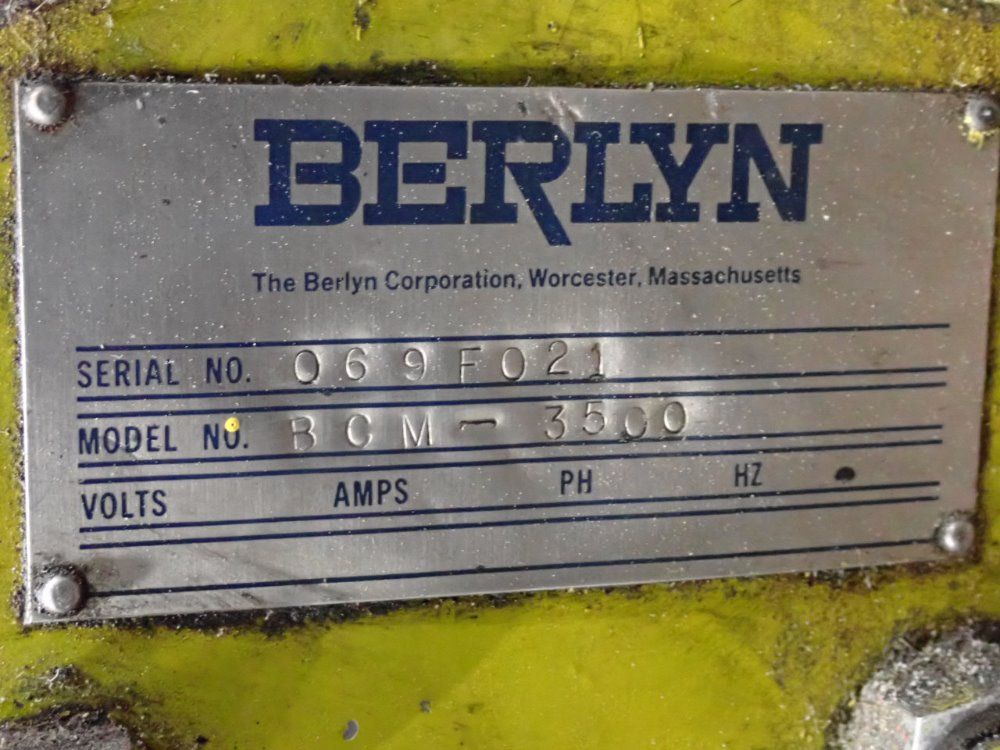 BERLYN
The Berlyn Corporation, Worcester, Massachusetts
SERIAL NO. 069F021
MODEL NO. BCM-3500
VOLTS AMPS PH HZ